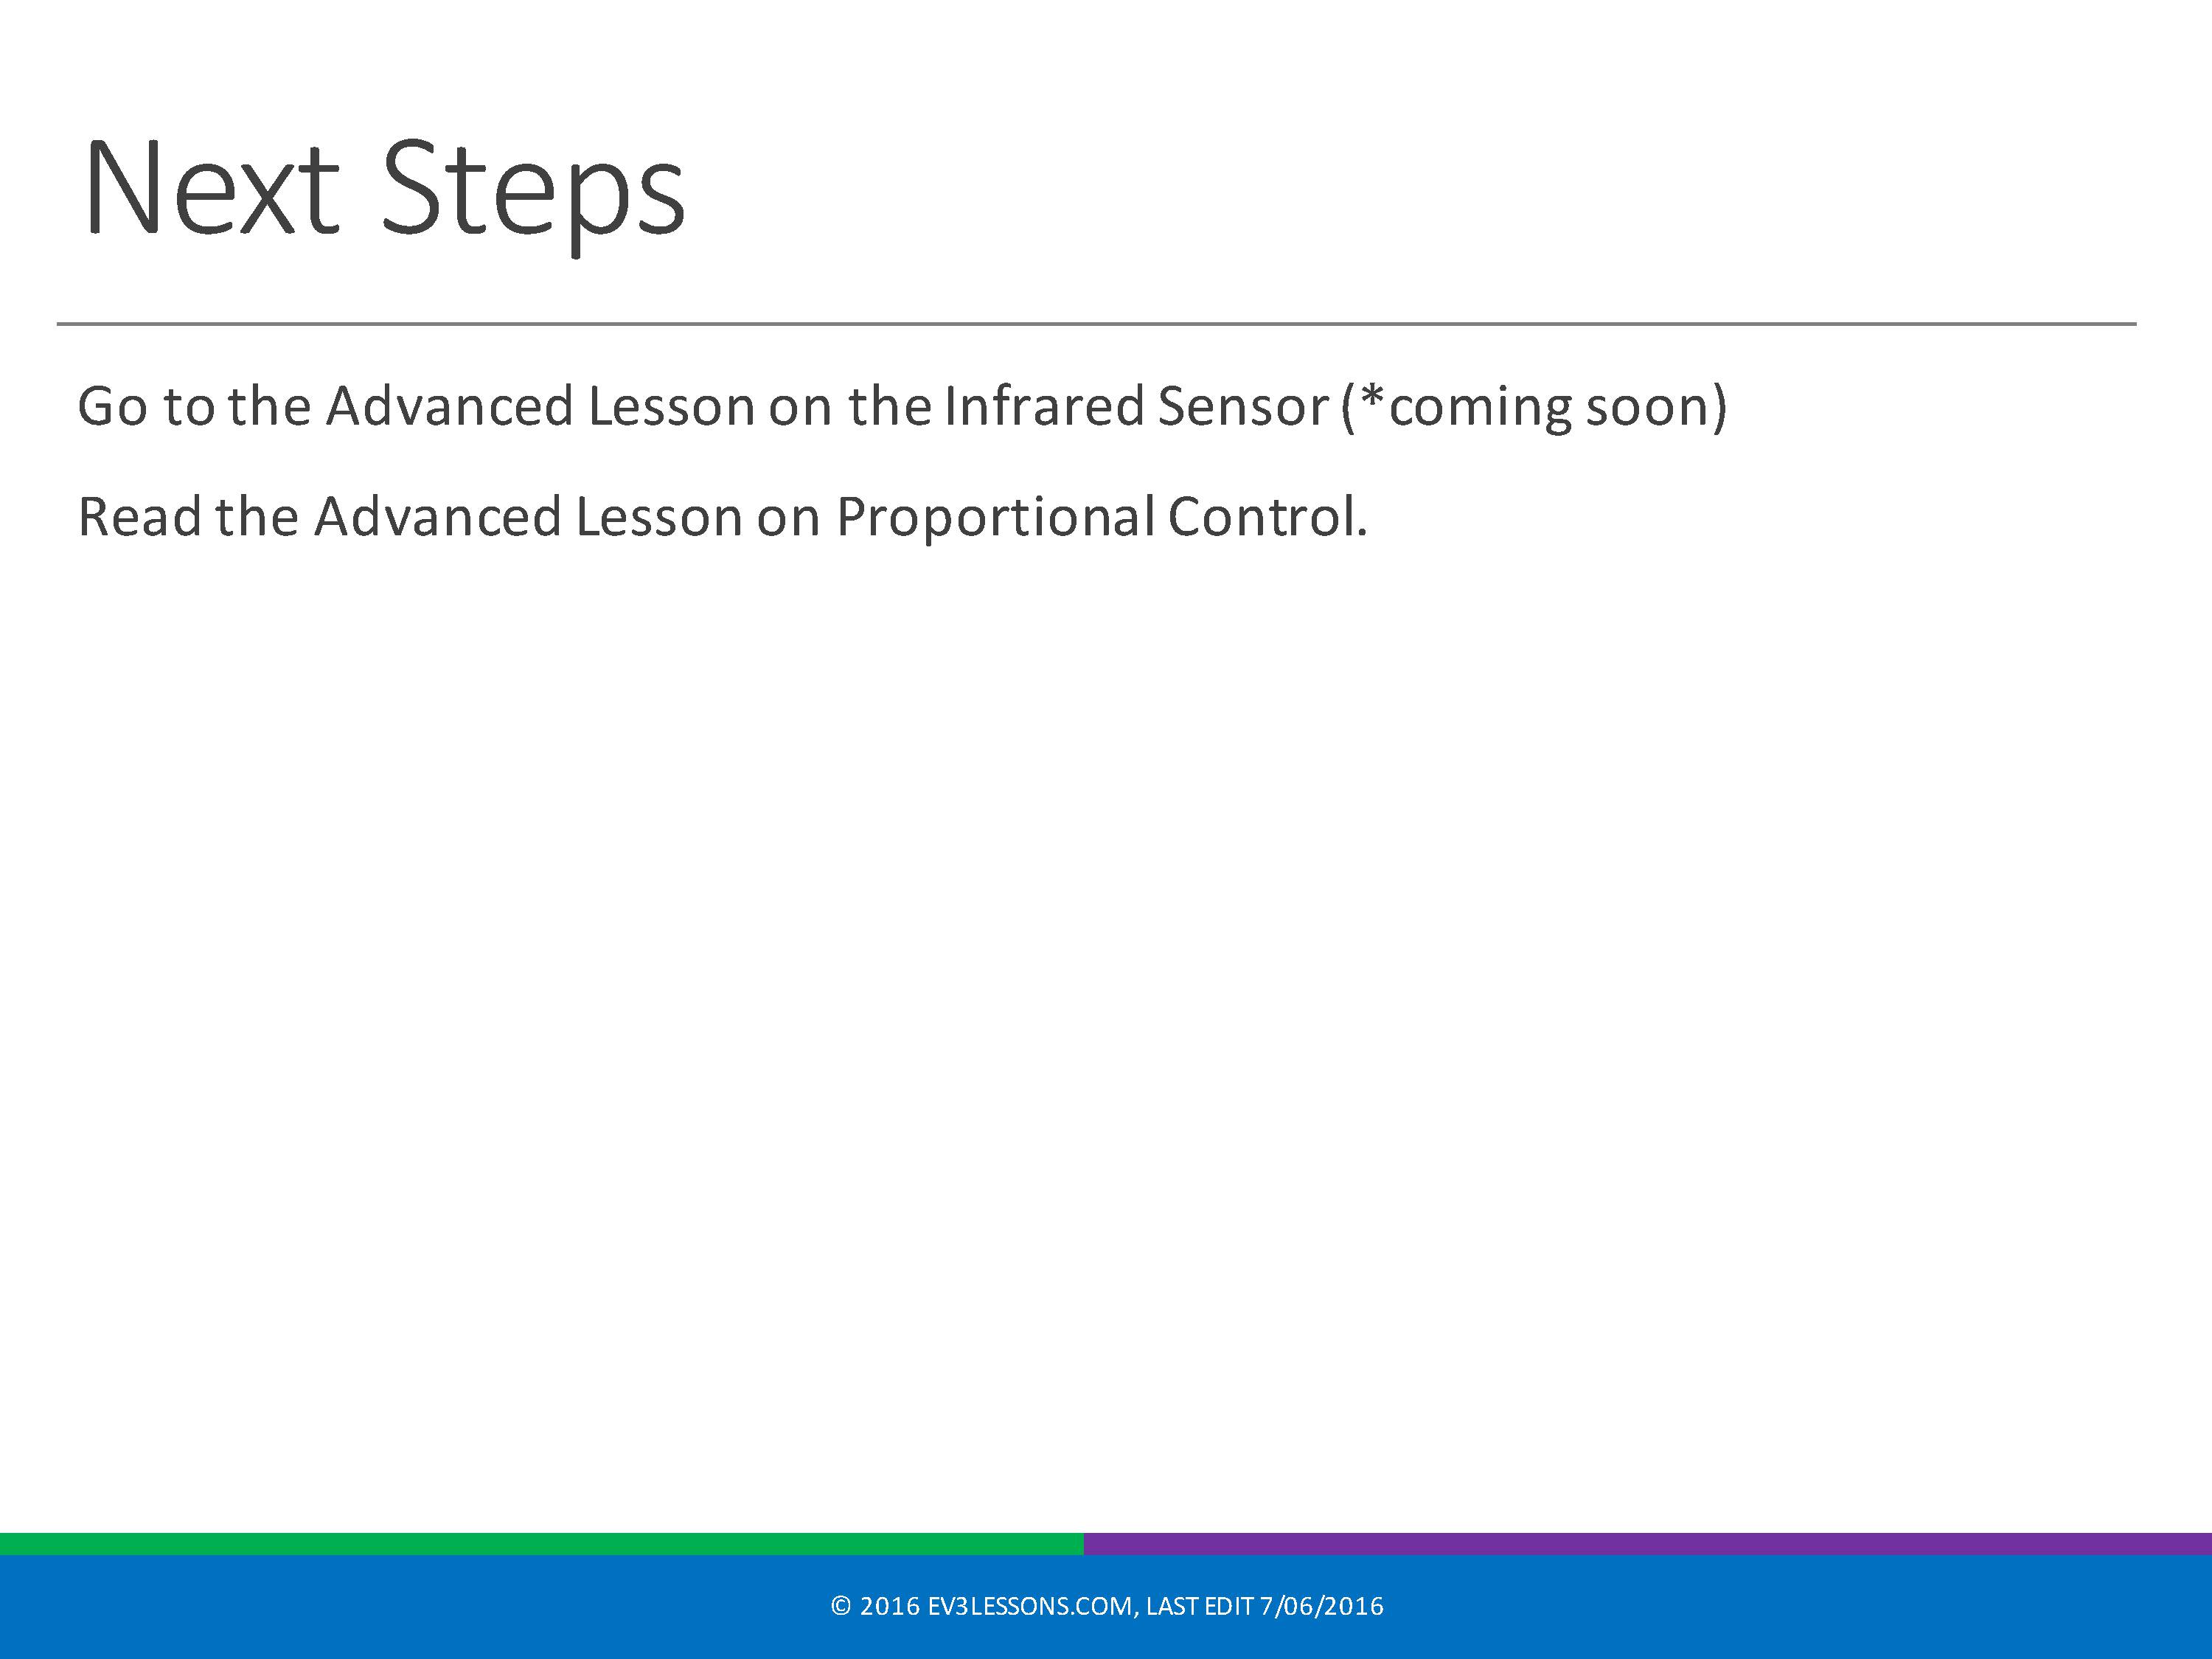 Next Steps
Go to the Advanced Lesson on the Infrared Sensor (*coming soon)
Read the Advanced Lesson on Proportional Control.
© 2016 EV3LESSONS.COM, LAST EDIT 7/06/2016